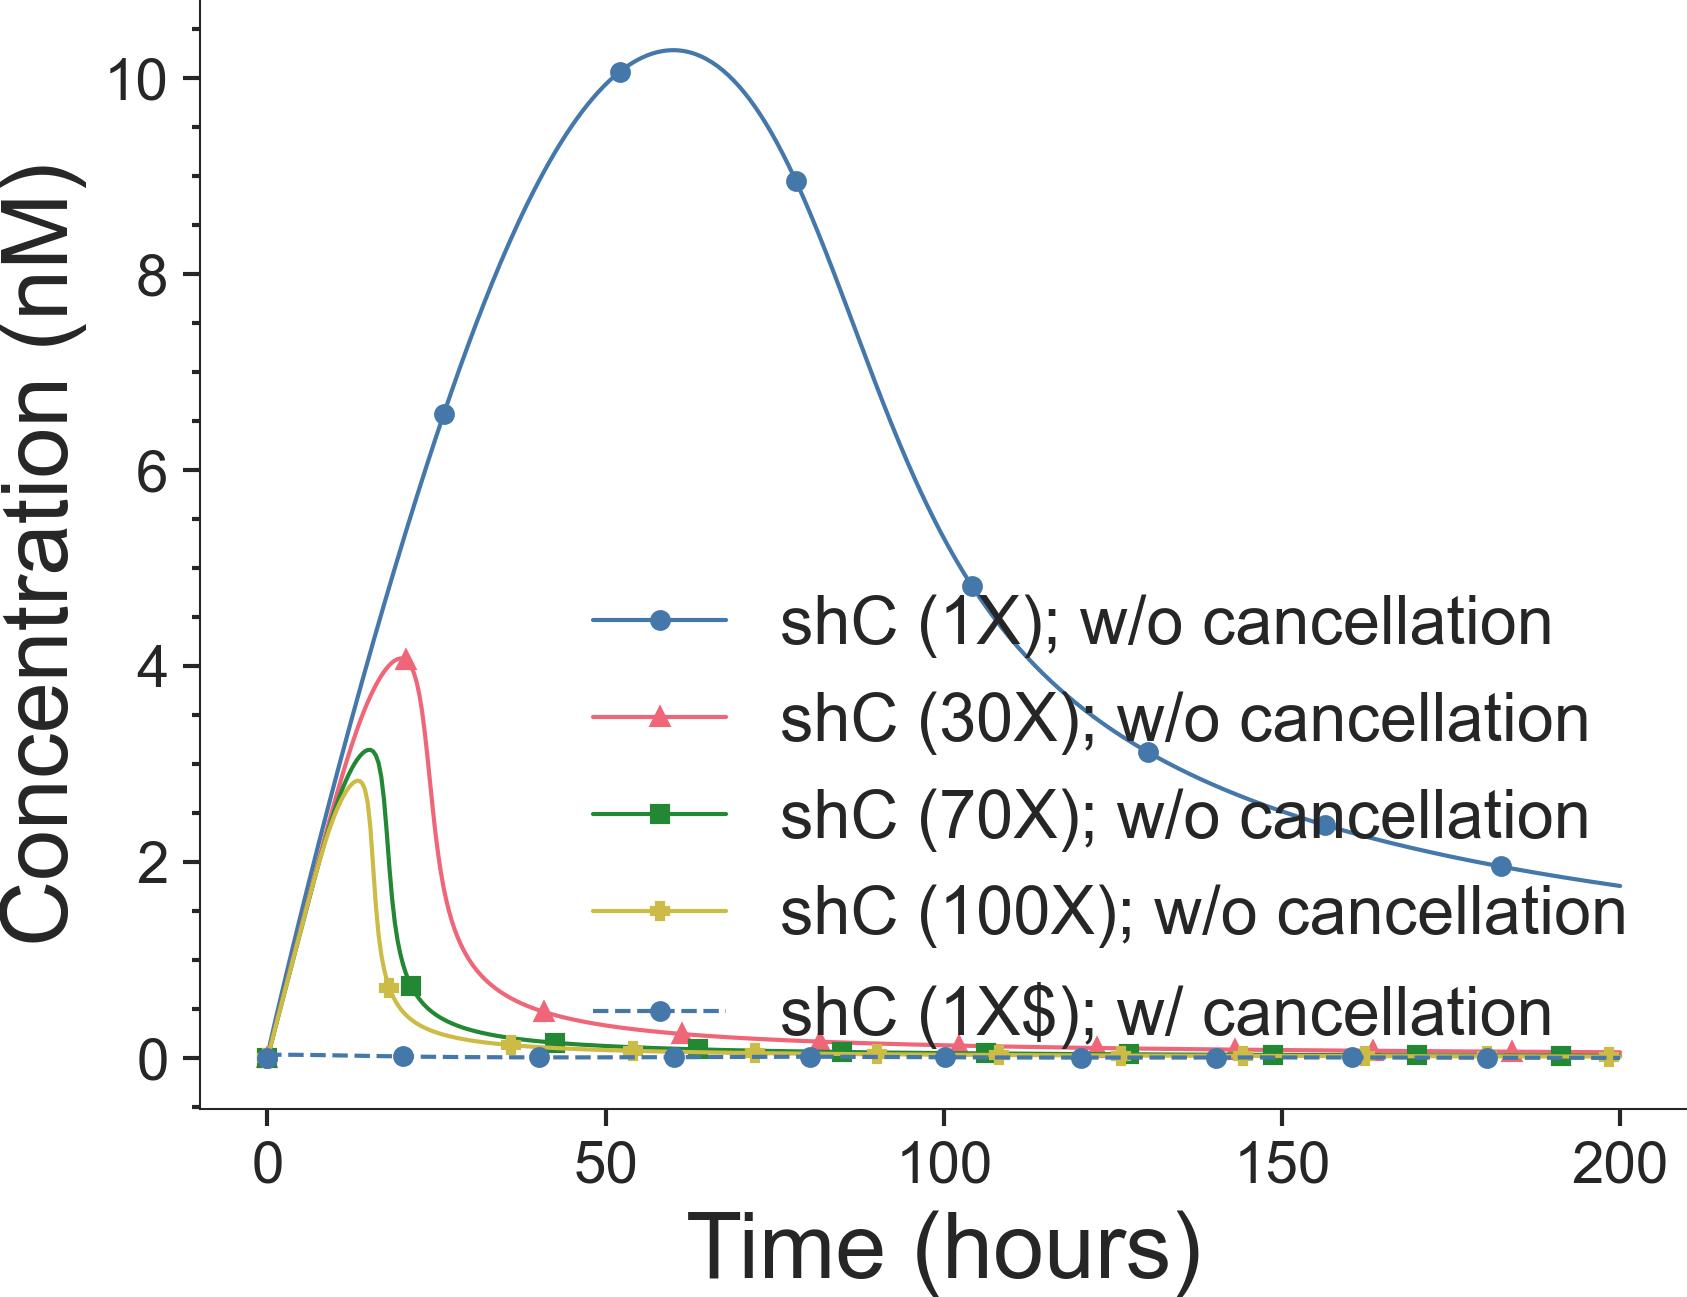 Concentration (nM)
10
8
6
4
2
0
shC (1X); w/o cancellation
shC (30X); w/o cancellation
shC (70X); w/o cancellation
shC (100X); w/o cancellation
shC (1X$); w/ cancellation
0 50 100 150 200
Time (hours)